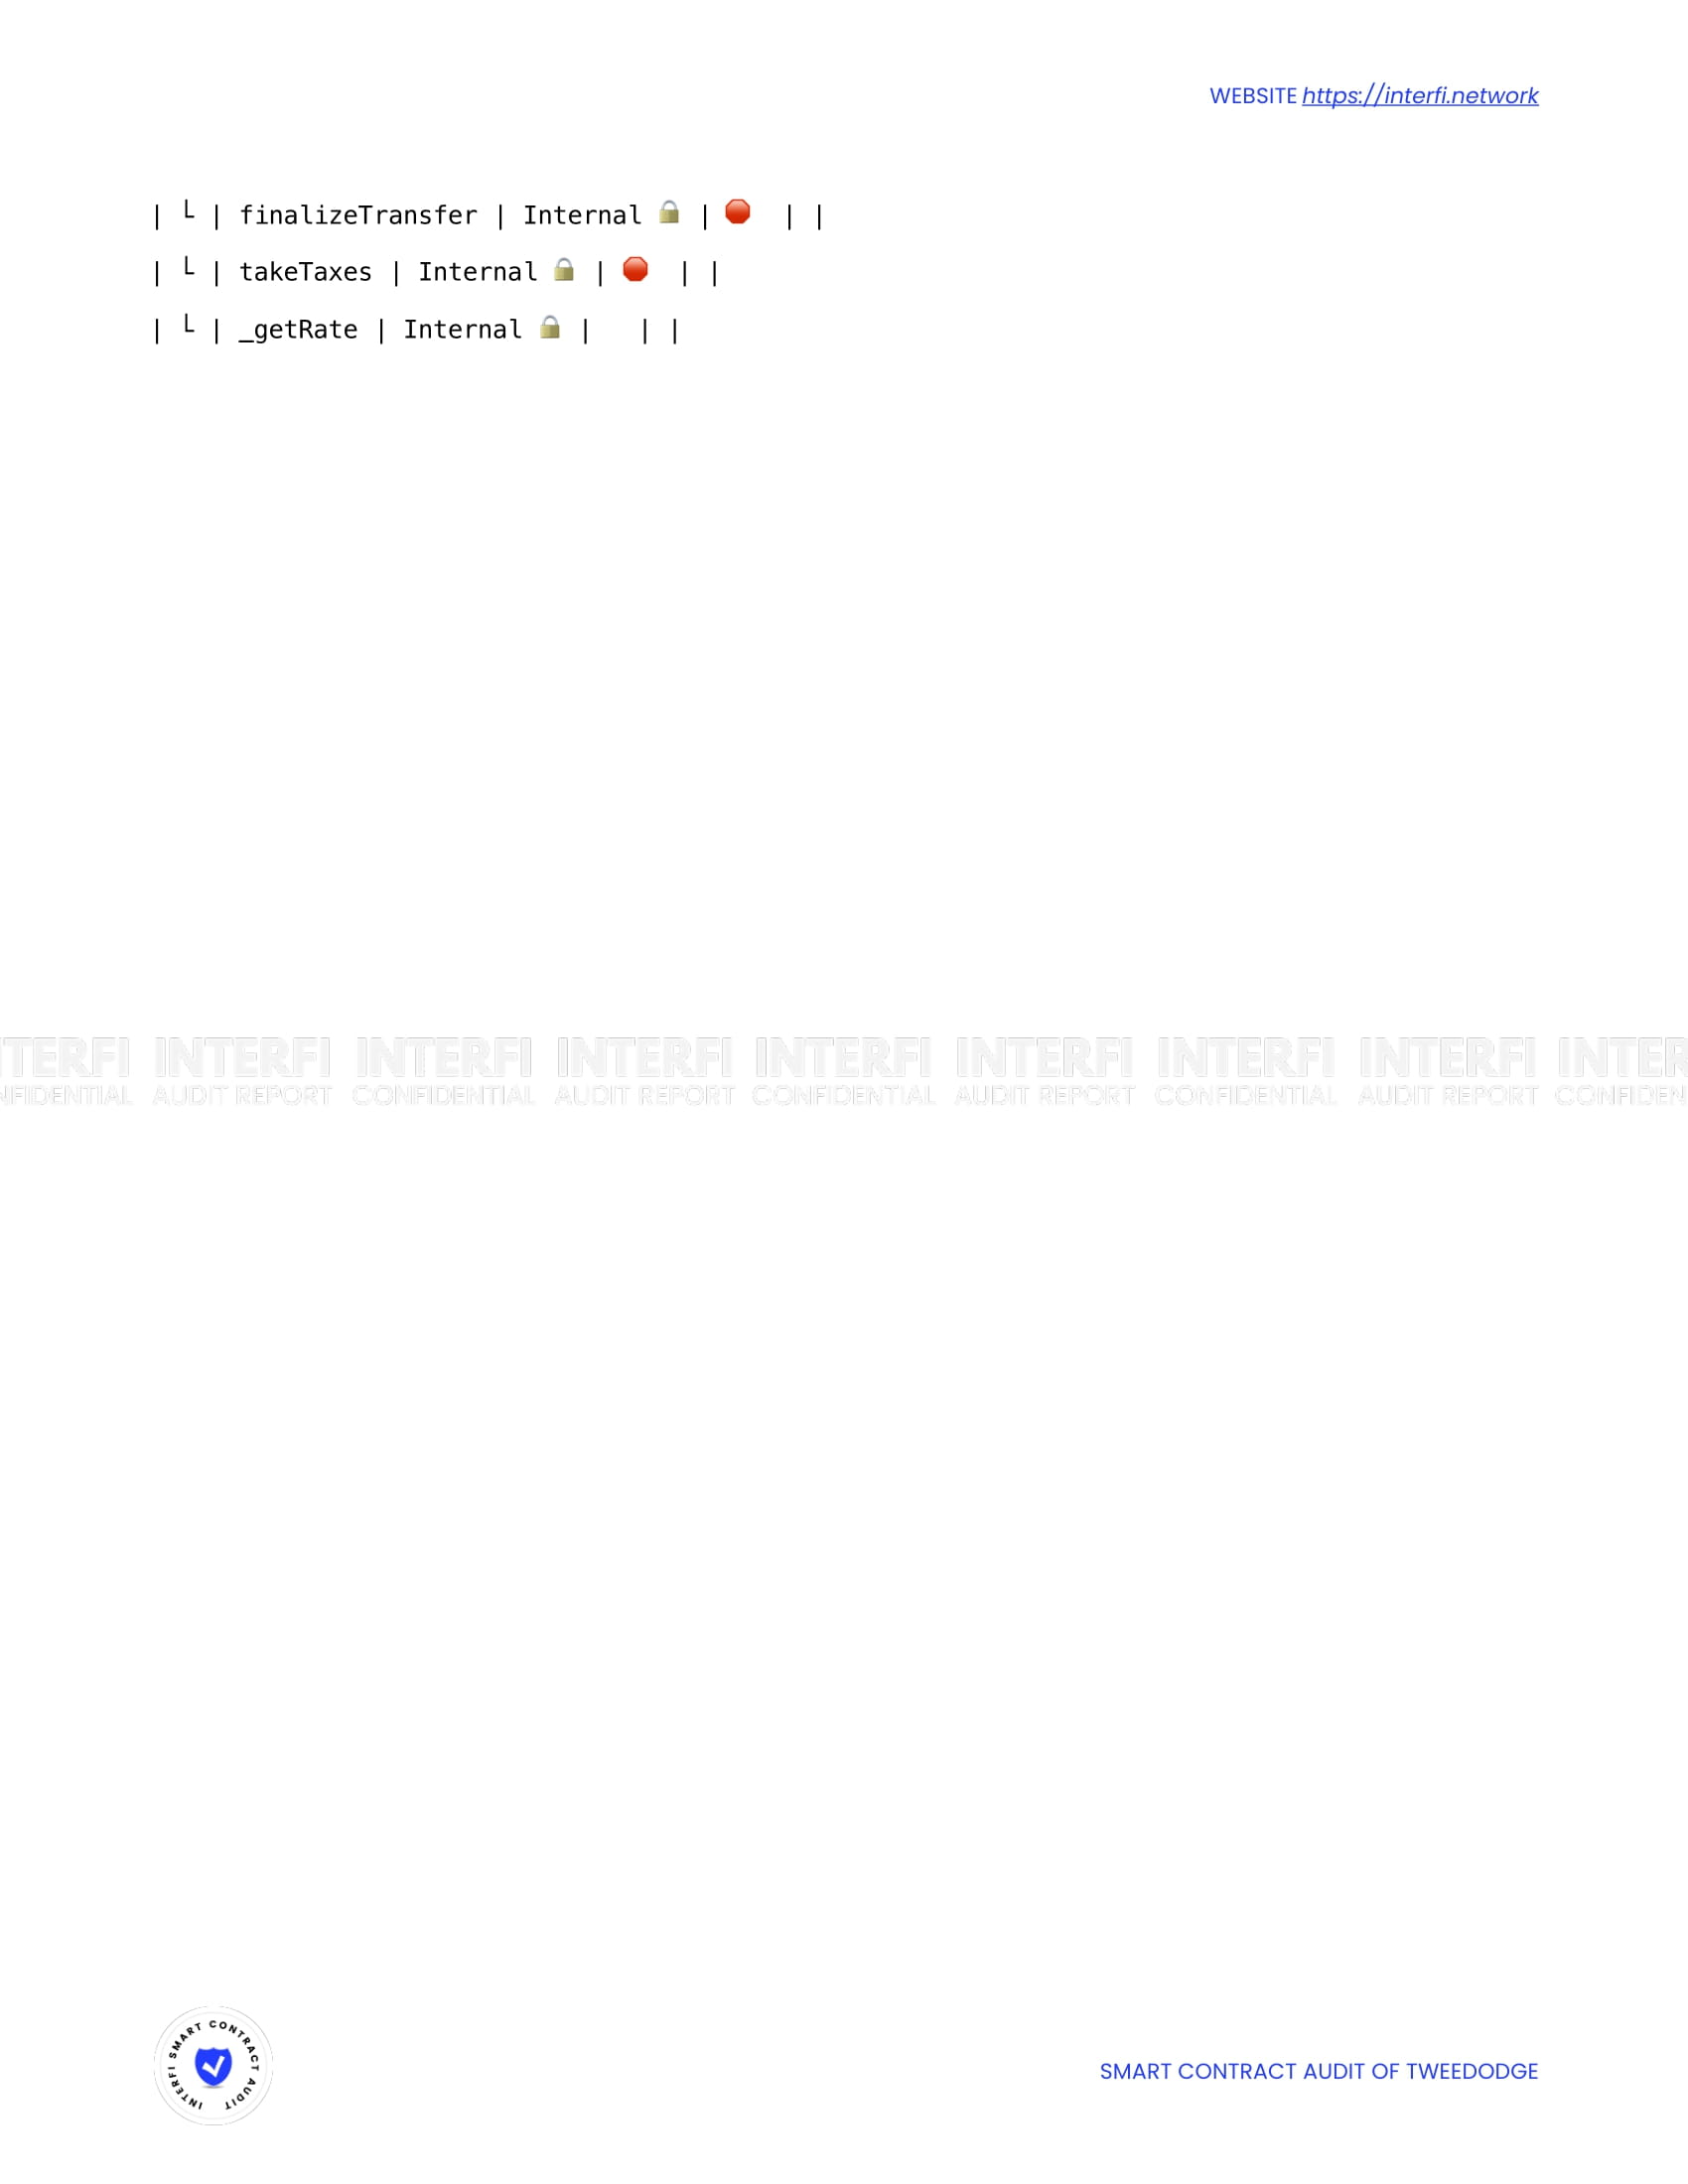 WEBSITE https://interfi.network
| └ | finalizeTransfer | Internal 🔒 | 🛑 | |
| └ | takeTaxes | Internal 🔒 | 🛑 | |
| └ | _getRate | Internal 🔒 | | |
TERFI INTERFI INTERFI INTERFI INTERFI INTERFI INTERFI INTERFI INTER
NFIDENTIAL AUDIT REPORT CONFIDENTIAL AUDIT REPORT CONFIDENTIAL AUDIT REPORT CONFIDENTIAL AUDIT REPORT CONFIDEN
INTERFI SMART CONTRACT AUDIT
SMART CONTRACT AUDIT OF TWEEDODGE